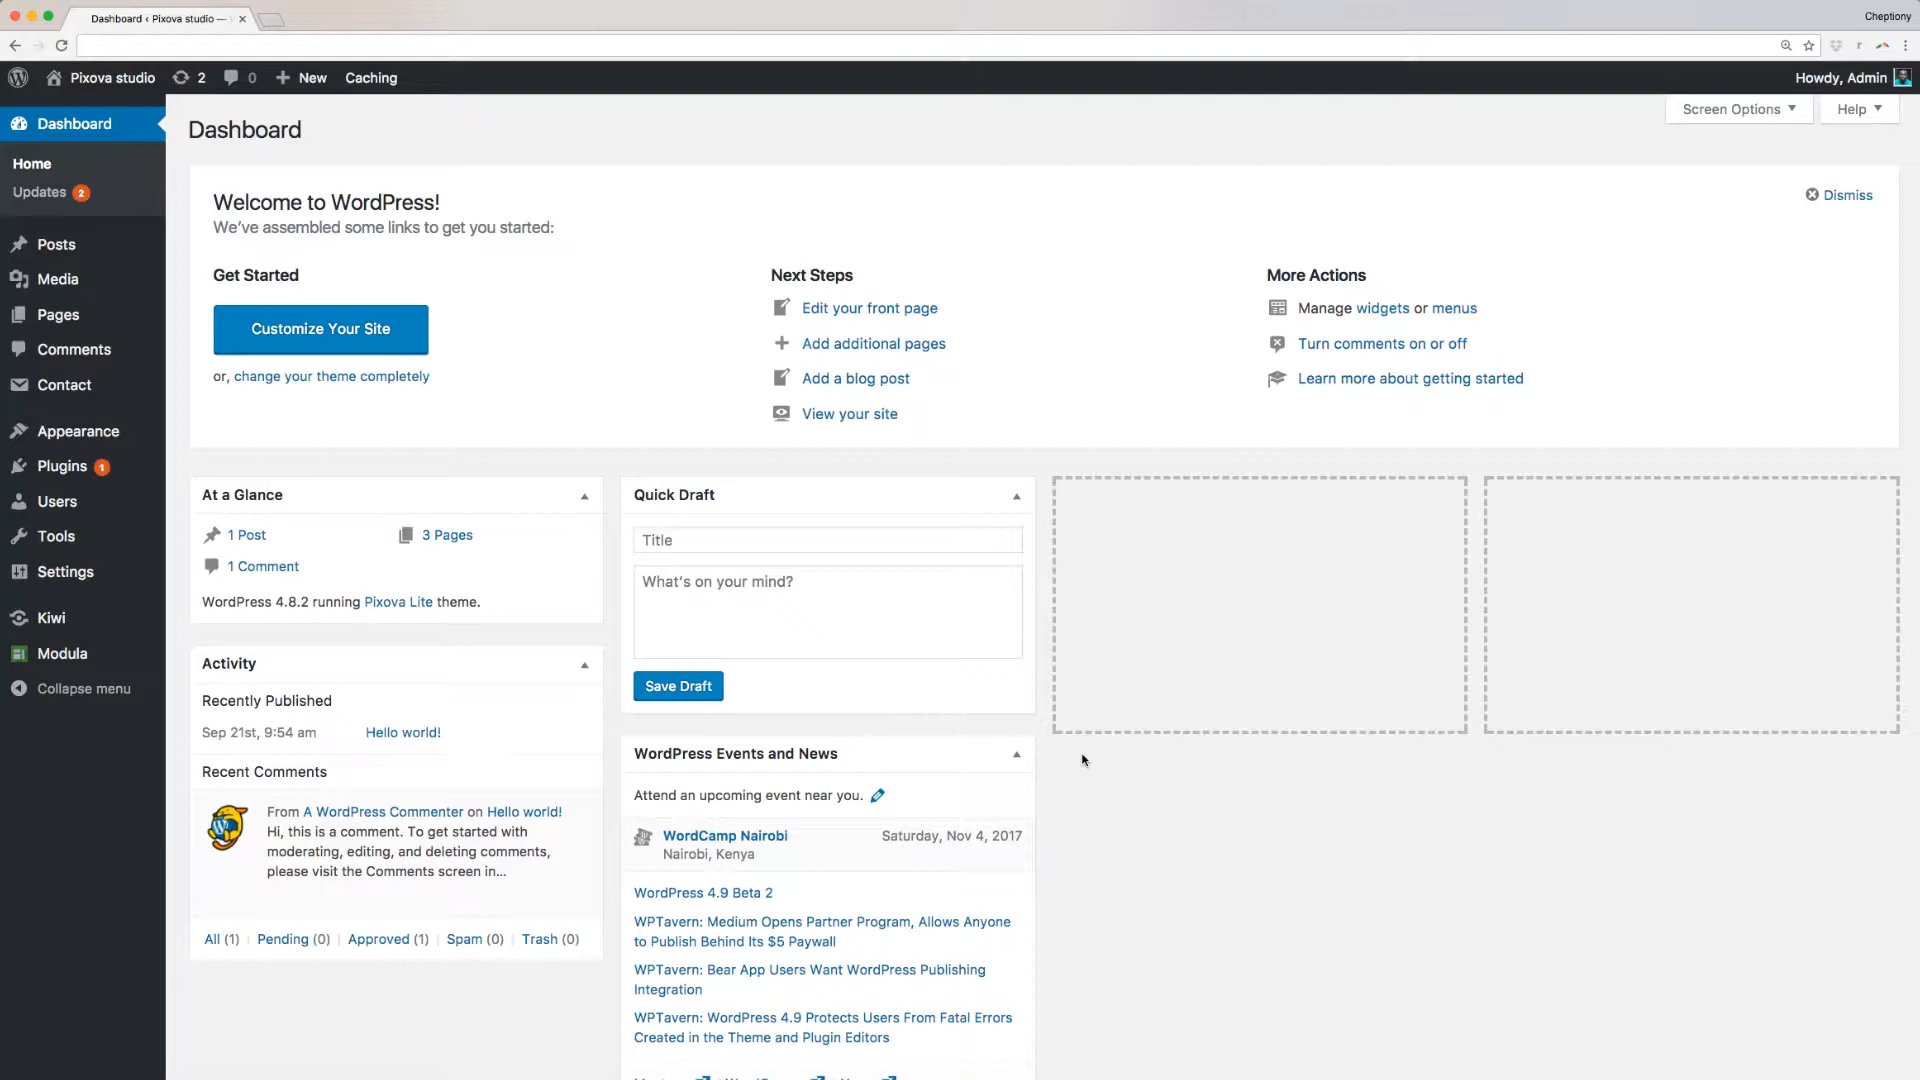 Dashboard ‹ Pixova studio —
Cheptiony
Pixova studio
2
0
New
Caching
Howdy, Admin
Dashboard
Home
Updates 2
Posts
Media
Pages
Comments
Contact
Appearance
Plugins 1
Users
Tools
Settings
Kiwi
Modula
Collapse menu
Dashboard
Screen Options
Help
Welcome to WordPress!
We’ve assembled some links to get you started:
Dismiss
Get Started
Customize Your Site
or, change your theme completely
Next Steps
Edit your front page
Add additional pages
Add a blog post
View your site
More Actions
Manage widgets or menus
Turn comments on or off
Learn more about getting started
At a Glance
1 Post
3 Pages
1 Comment
WordPress 4.8.2 running Pixova Lite theme.
Activity
Recently Published
Sep 21st, 9:54 am
Hello world!
Recent Comments
From A WordPress Commenter on Hello world!
Hi, this is a comment. To get started with
moderating, editing, and deleting comments,
please visit the Comments screen in...
All (1) | Pending (0) | Approved (1) | Spam (0) | Trash (0)
Quick Draft
Title
What’s on your mind?
Save Draft
WordPress Events and News
Attend an upcoming event near you.
WordCamp Nairobi
Saturday, Nov 4, 2017
Nairobi, Kenya
WordPress 4.9 Beta 2
WPTavern: Medium Opens Partner Program, Allows Anyone
to Publish Behind Its $5 Paywall
WPTavern: Bear App Users Want WordPress Publishing
Integration
WPTavern: WordPress 4.9 Protects Users From Fatal Errors
Created in the Theme and Plugin Editors